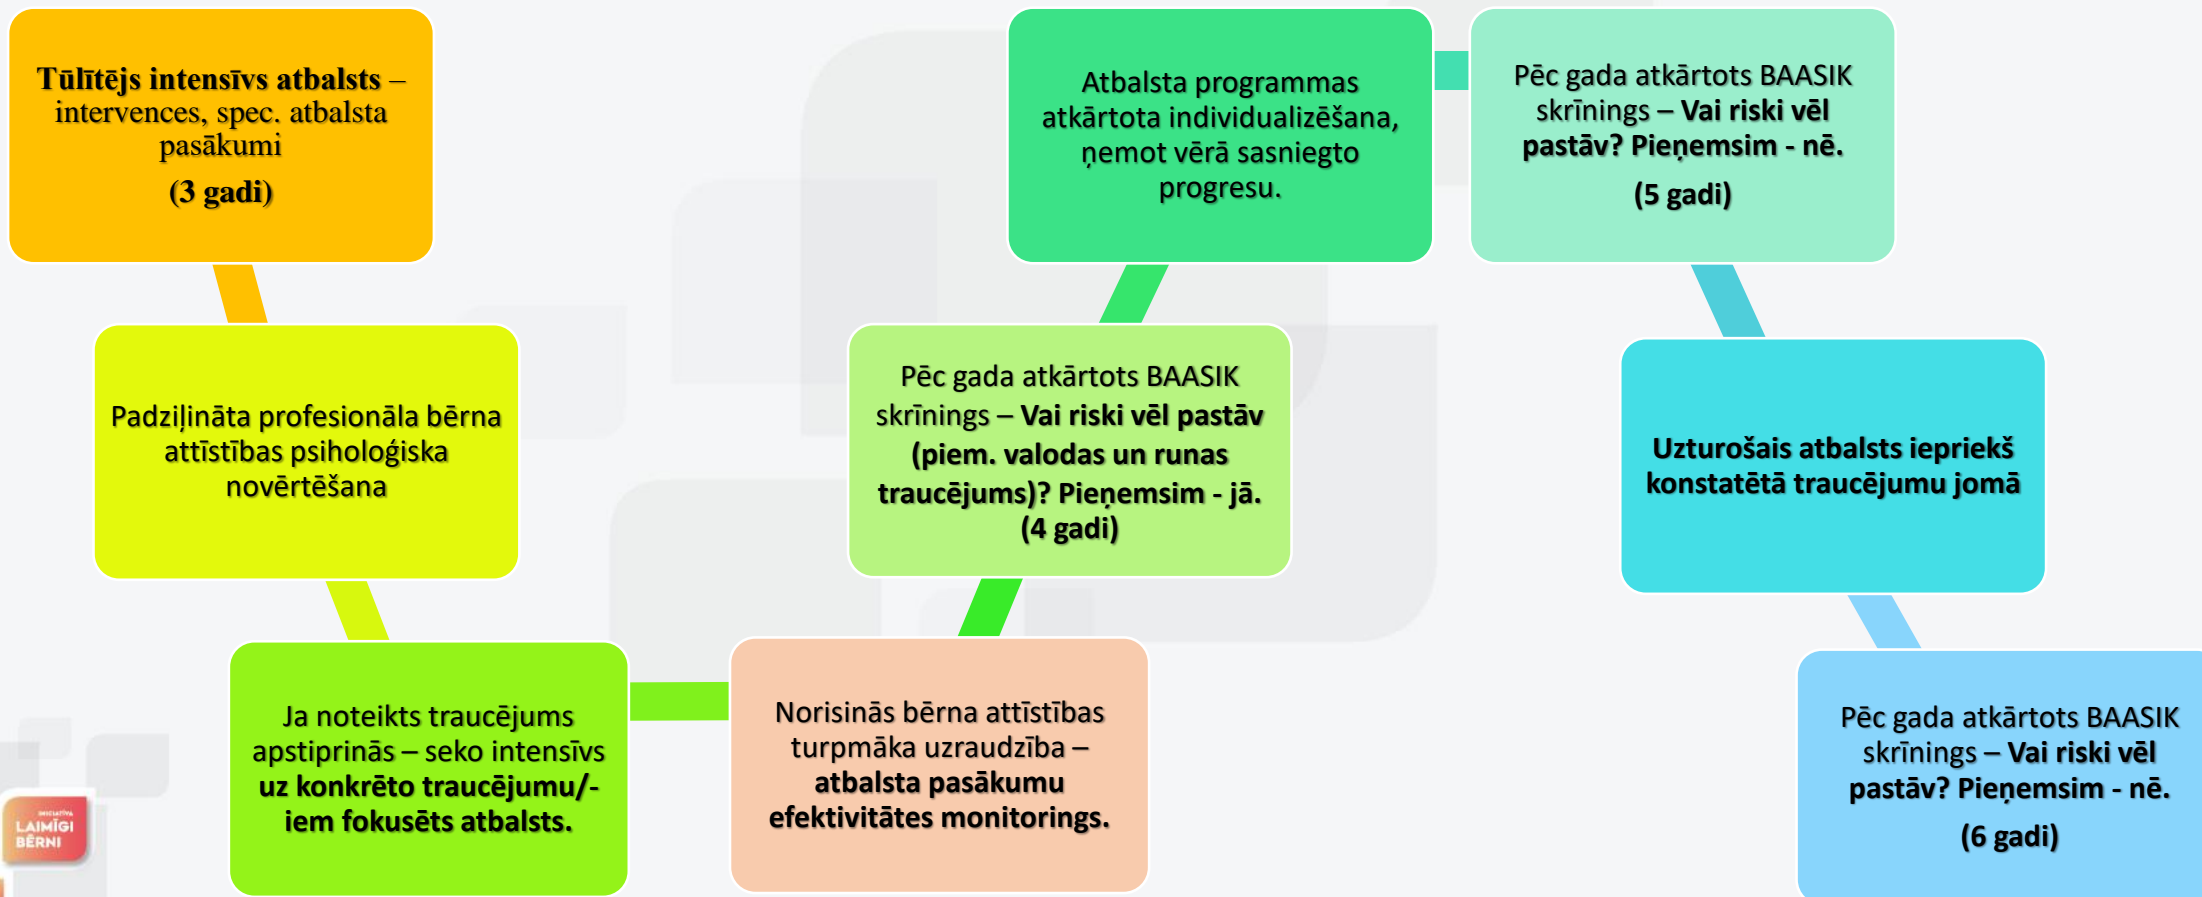 Tūlītējs intensīvs atbalsts –
intervences, spec. atbalsta
pasākumi
(3 gadi)
Padziļināta profesionāla bērna
attīstības psiholoģiska
novērtēšana
Ja noteikts traucējums
apstiprinās – seko intensīvs
uz konkrēto traucējumu/-
iem fokusēts atbalsts.
Norisinās bērna attīstības
turpmāka uzraudzība –
atbalsta pasākumu
efektivitātes monitorings.
Pēc gada atkārtots BAASIK
skrīnings – Vai riski vēl pastāv
(piem. valodas un runas
traucējums)? Pieņemsim - jā.
(4 gadi)
Atbalsta programmas
atkārtota individualizēšana,
ņemot vērā sasniegto
progresu.
Pēc gada atkārtots BAASIK
skrīnings – Vai riski vēl
pastāv? Pieņemsim - nē.
(5 gadi)
Uzturošais atbalsts iepriekš
konstatētā traucējumu jomā
Pēc gada atkārtots BAASIK
skrīnings – Vai riski vēl
pastāv? Pieņemsim - nē.
(6 gadi)
INICIATĪVA
LAIMĪGI
BĒRNI